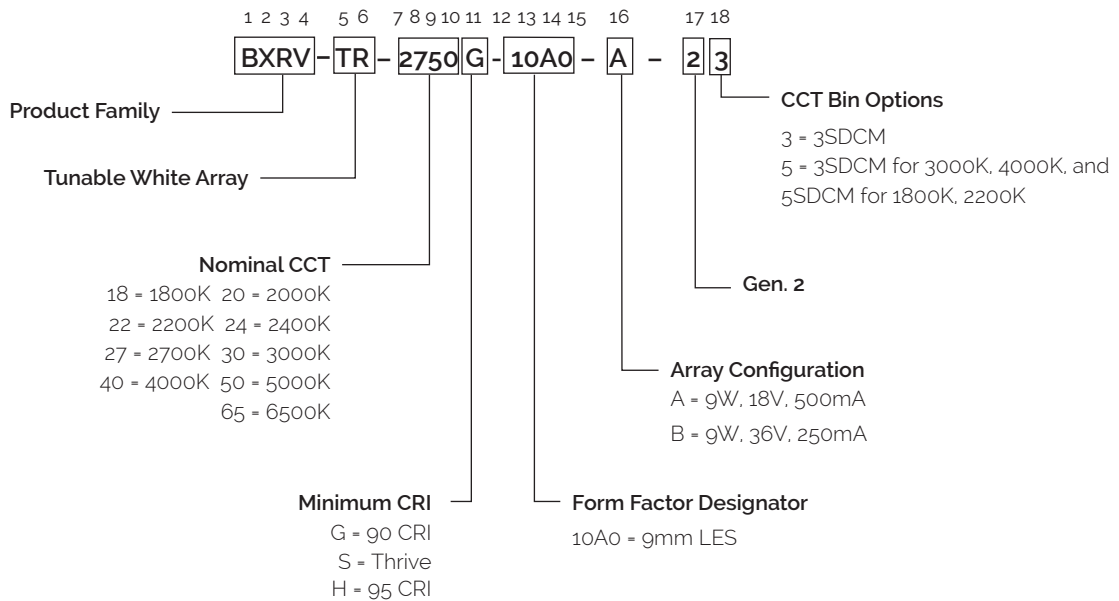 1 2 3 4 5 6 7 8 9 10 11 12 13 14 15 16 17 18
BXRV – TR – 2750 G - 10A0 – A – 2 3
Product Family
Tunable White Array
Nominal CCT
18 = 1800K 20 = 2000K
22 = 2200K 24 = 2400K
27 = 2700K 30 = 3000K
40 = 4000K 50 = 5000K
65 = 6500K
Minimum CRI
G = 90 CRI
S = Thrive
H = 95 CRI
Form Factor Designator
10A0 = 9mm LES
Array Configuration
A = 9W, 18V, 500mA
B = 9W, 36V, 250mA
Gen. 2
CCT Bin Options
3 = 3SDCM
5 = 3SDCM for 3000K, 4000K, and
5SDCM for 1800K, 2200K